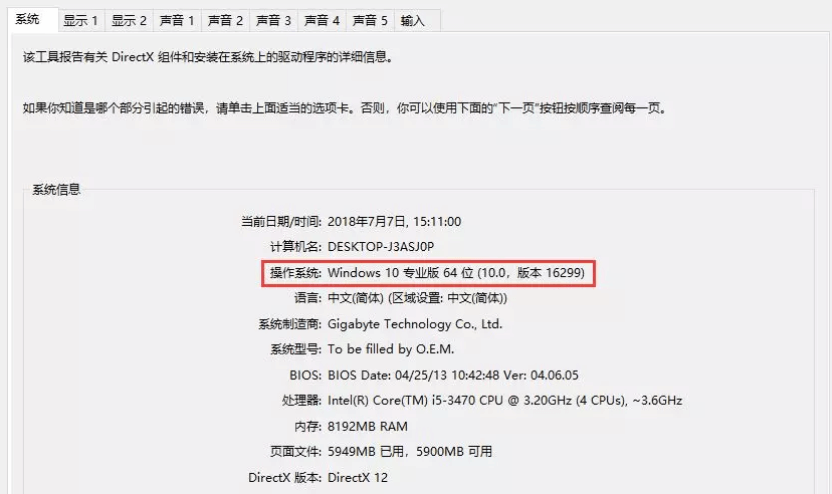 系统 显示 1 显示 2 声音 1 声音 2 声音 3 声音 4 声音 5 输入
该工具报告有关 DirectX 组件和安装在系统上的驱动程序的详细信息。
如果你知道是哪个部分引起的错误，请单击上面适当的选项卡。否则，你可以使用下面的"下一页"按钮按顺序查阅每一页。
系统信息
当前日期/时间: 2018年7月7日, 15:11:00
计算机名: DESKTOP-J3ASJ0P
操作系统: Windows 10 专业版 64 位 (10.0，版本 16299)
语言: 中文(简体) (区域设置: 中文(简体))
系统制造商: Gigabyte Technology Co., Ltd.
系统型号: To be filled by O.E.M.
BIOS: BIOS Date: 04/25/13 10:42:48 Ver: 04.06.05
处理器: Intel(R) Core(TM) i5-3470 CPU @ 3.20GHz (4 CPUs), ~3.6GHz
内存: 8192MB RAM
页面文件: 5949MB 已用，5900MB 可用
DirectX 版本: DirectX 12